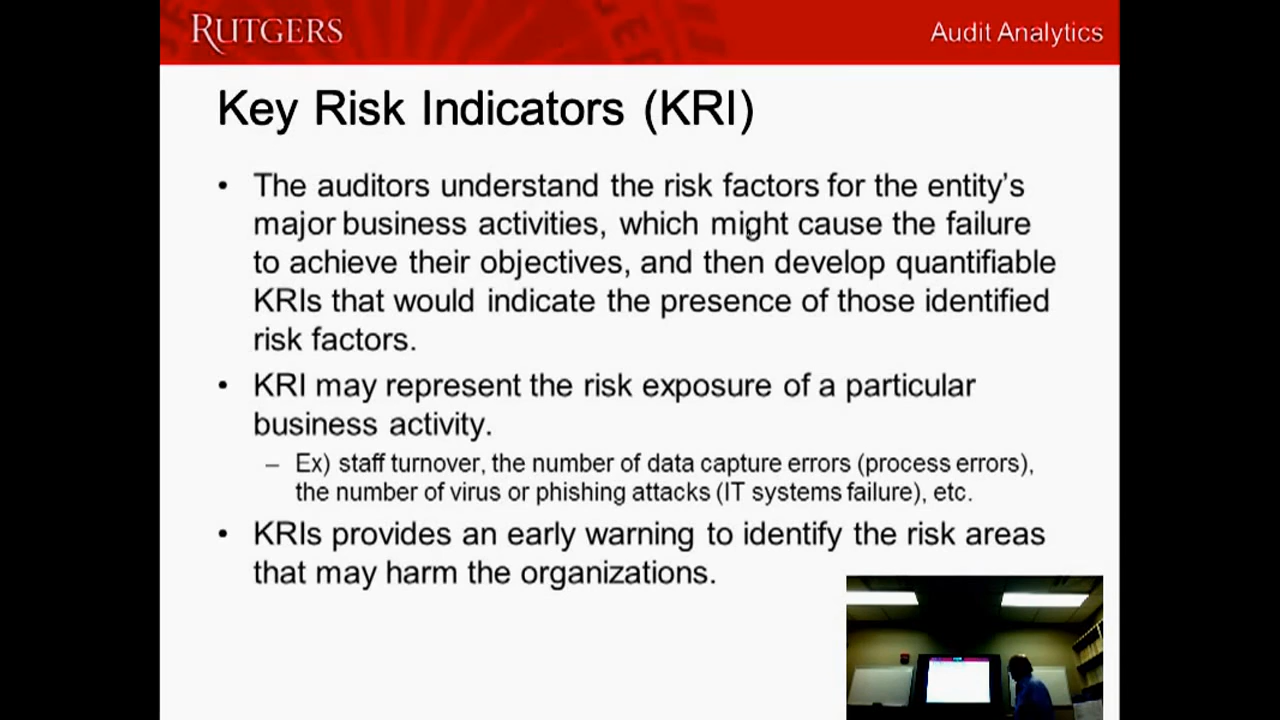 RUTGERS
Audit Analytics
Key Risk Indicators (KRI)
• The auditors understand the risk factors for the entity's
major business activities, which might cause the failure
to achieve their objectives, and then develop quantifiable
KRIs that would indicate the presence of those identified
risk factors.
• KRI may represent the risk exposure of a particular
business activity.
– Ex) staff turnover, the number of data capture errors (process errors),
the number of virus or phishing attacks (IT systems failure), etc.
• KRIs provides an early warning to identify the risk areas
that may harm the organizations.